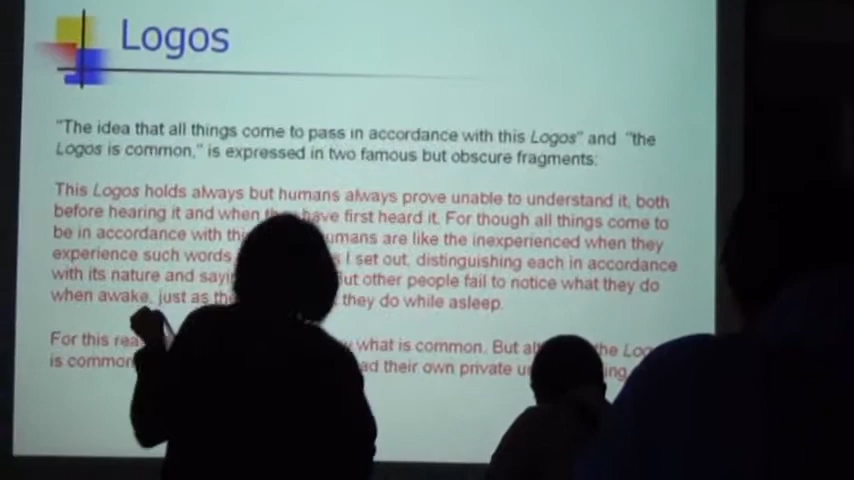 Logos
"The idea that all things come to pass in accordance with this Logos" and "the
Logos is common," is expressed in two famous but obscure fragments:
This Logos holds always but humans always prove unable to understand it, both
before hearing it and when they have first heard it. For though all things come to
be in accordance with umans are like the inexperienced when they
experience such words I set out, distinguishing each in accordance
with its nature and But other people fail to notice what they do
when awake, just as the they do while asleep.
For this what is common. But the
is common their own private